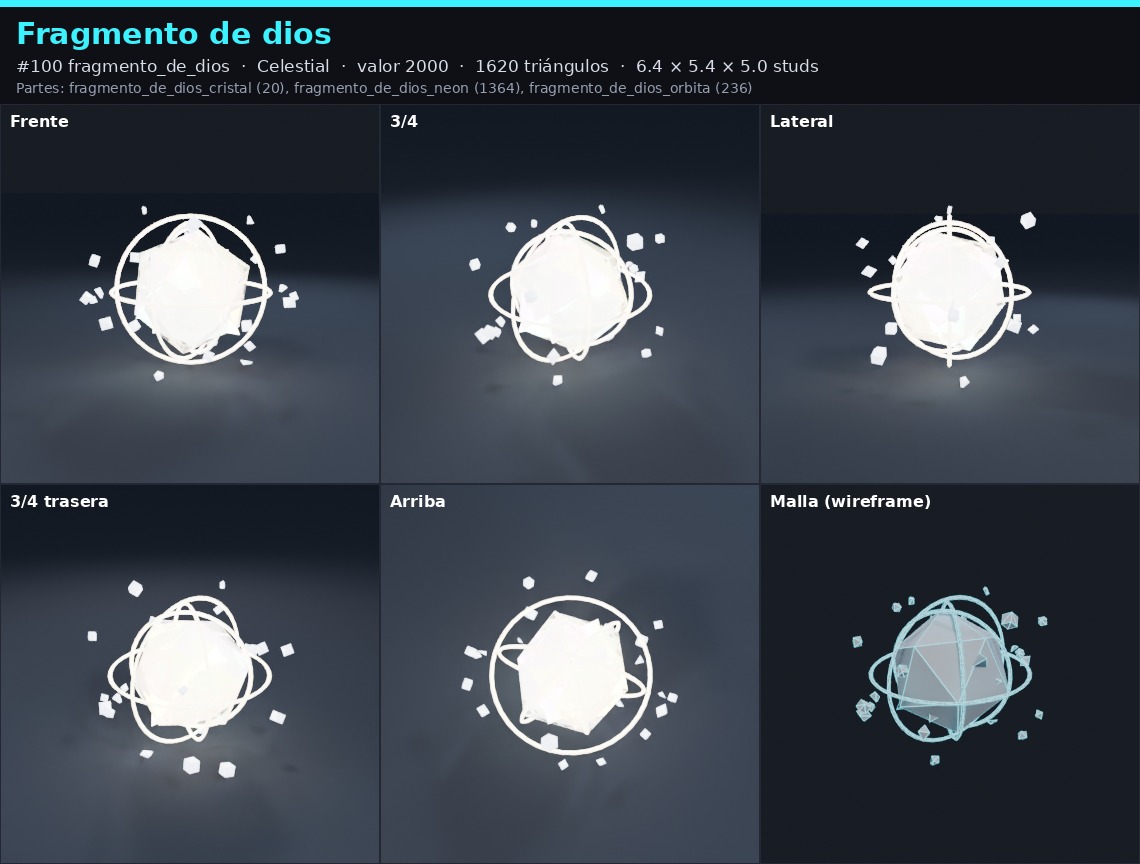 Fragmento de dios
#100 fragmento_de_dios · Celestial · valor 2000 · 1620 triángulos · 6.4 × 5.4 × 5.0 studs
Partes: fragmento_de_dios_cristal (20), fragmento_de_dios_neon (1364), fragmento_de_dios_orbita (236)
Frente
3/4
Lateral
3/4 trasera
Arriba
Malla (wireframe)